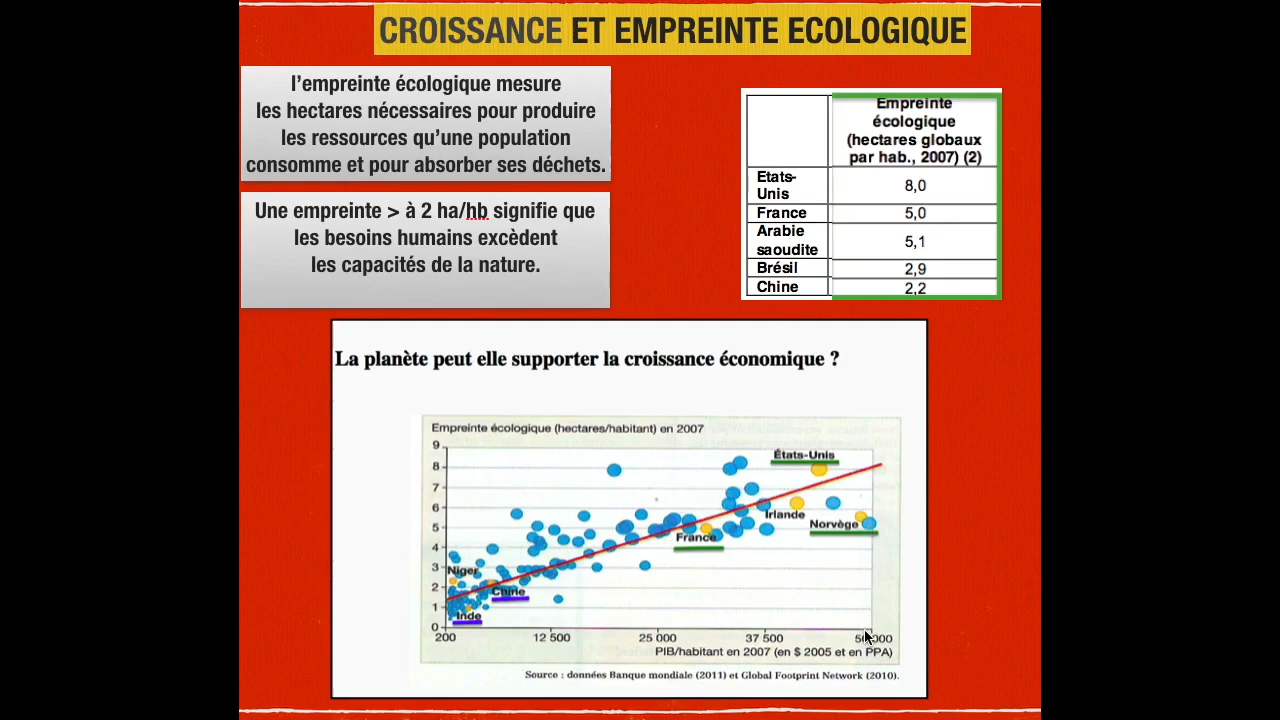 CROISSANCE ET EMPREINTE ECOLOGIQUE
l'empreinte écologique mesure
les hectares nécessaires pour produire
les ressources qu'une population
consomme et pour absorber ses déchets.
Une empreinte > à 2 ha/hb signifie que
les besoins humains excèdent
les capacités de la nature.
Empreinte
écologique
(hectares globaux
par hab., 2007) (2)
Etats-
Unis
8,0
France 5,0
Arabie
saoudite
5,1
Brésil 2,9
Chine 2,2
La planète peut elle supporter la croissance économique ?
Empreinte écologique (hectares/habitant) en 2007
9
8
7
6
5
4
3
2
1
0
États-Unis
Irlande
Norvège
France
Niger
Chine
Inde
200 12 500 25 000 37 500 50 000
PIB/habitant en 2007 (en $ 2005 et en PPA)
Source : données Banque mondiale (2011) et Global Footprint Network (2010).